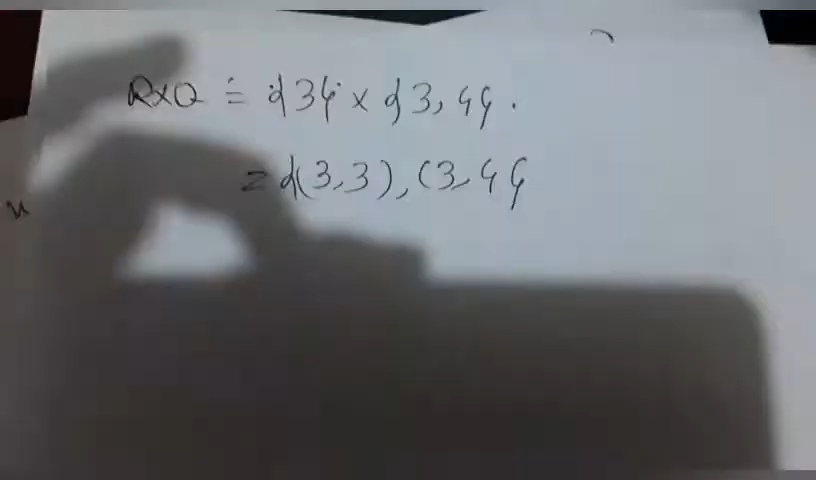 R×Q = {3} × {3,4}.
= {(3,3),(3,4}